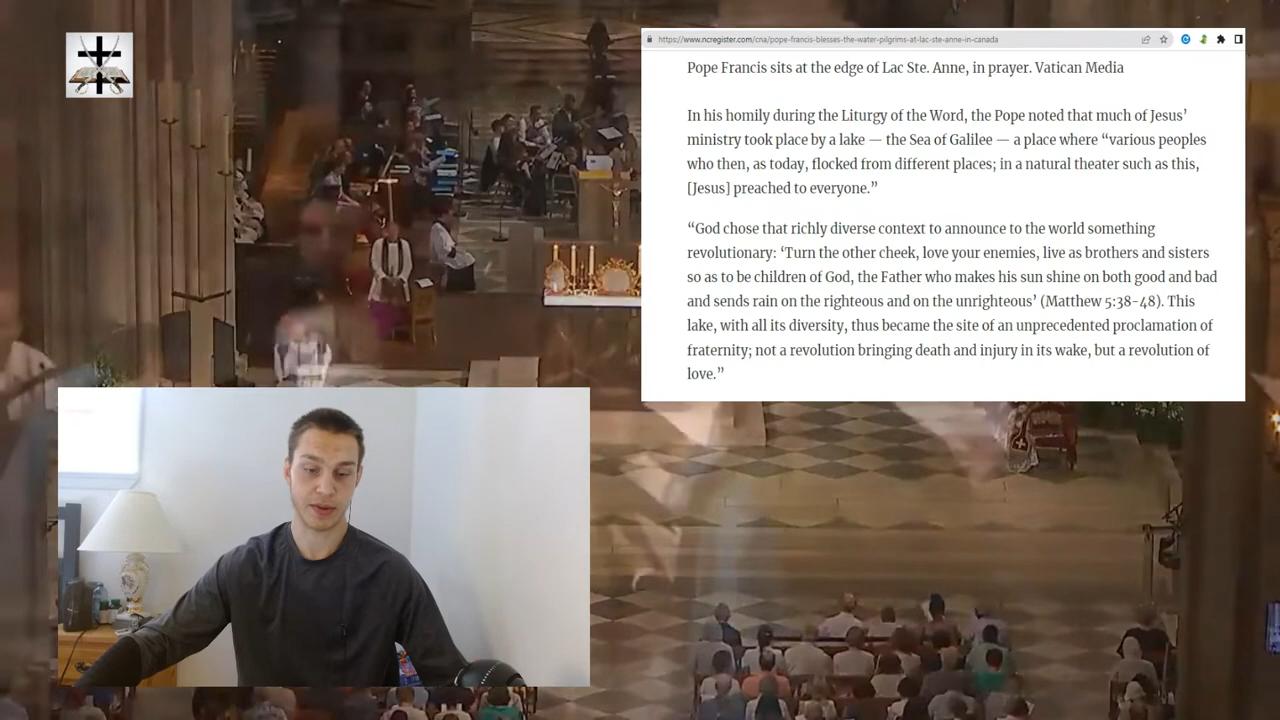 https://www.ncregister.com/cna/pope-francis-blesses-the-water-pilgrims-at-lac-ste-anne-in-canada
Pope Francis sits at the edge of Lac Ste. Anne, in prayer. Vatican Media
In his homily during the Liturgy of the Word, the Pope noted that much of Jesus’
ministry took place by a lake — the Sea of Galilee — a place where “various peoples
who then, as today, flocked from different places; in a natural theater such as this,
[Jesus] preached to everyone.”
“God chose that richly diverse context to announce to the world something
revolutionary: ‘Turn the other cheek, love your enemies, live as brothers and sisters
so as to be children of God, the Father who makes his sun shine on both good and bad
and sends rain on the righteous and on the unrighteous’ (Matthew 5:38-48). This
lake, with all its diversity, thus became the site of an unprecedented proclamation of
fraternity; not a revolution bringing death and injury in its wake, but a revolution of
love.”